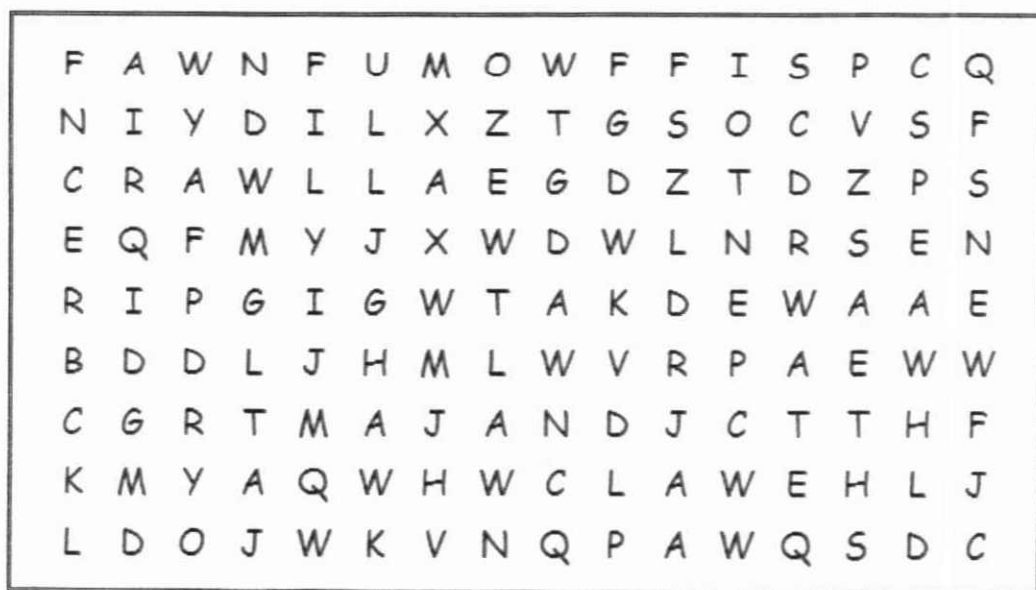 F A W N F U M O W F F I S P C Q
N I Y D I L X Z T G S O C V S F
C R A W L L A E G D Z T D Z P S
E Q F M Y J X W D W L N R S E N
R I P G I G W T A K D E W A A E
B D D L J H M L W V R P A E W W
C G R T M A J A N D J C T T H F
K M Y A Q W H W C L A W E H L J
L D O J W K V N Q P A W Q S D C